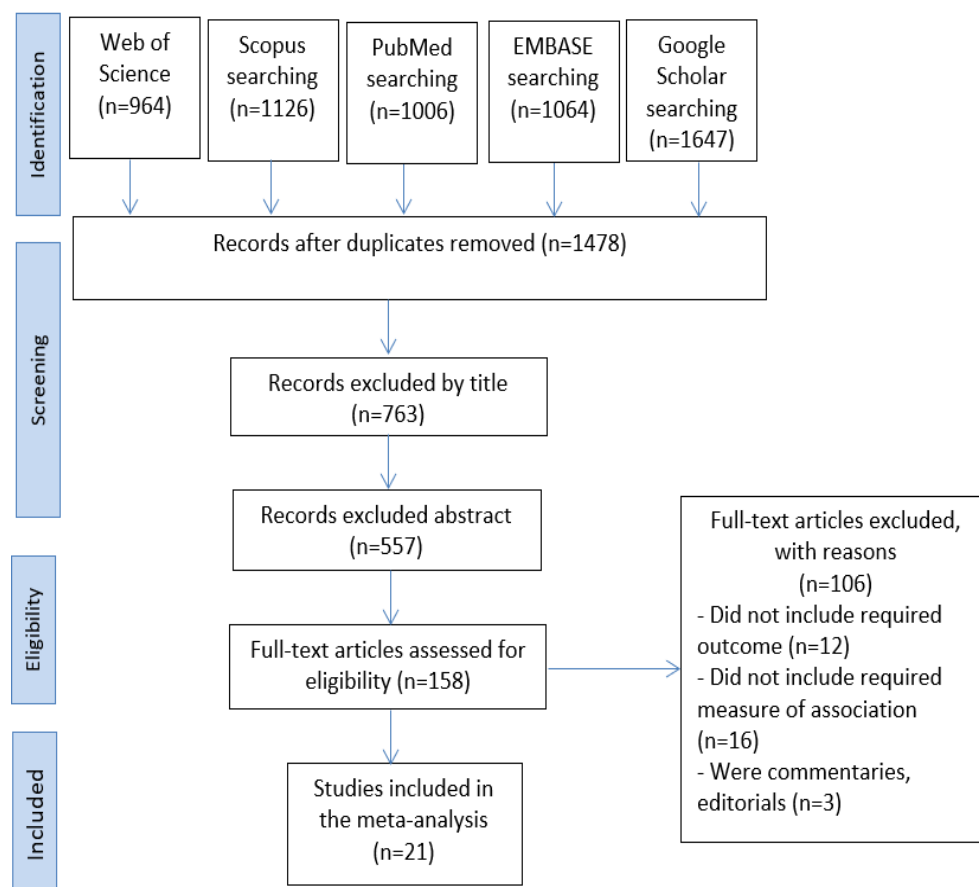 Identification
Web of
Science
(n=964)
Scopus
searching
(n=1126)
PubMed
searching
(n=1006)
EMBASE
searching
(n=1064)
Google
Scholar
searching
(n=1647)
Records after duplicates removed (n=1478)
Screening
Records excluded by title
(n=763)
Records excluded abstract
(n=557)
Eligibility
Full-text articles assessed for
eligibility (n=158)
Full-text articles excluded,
with reasons
(n=106)
- Did not include required
outcome (n=12)
- Did not include required
measure of association
(n=16)
- Were commentaries,
editorials (n=3)
Included
Studies included in
the meta-analysis
(n=21)